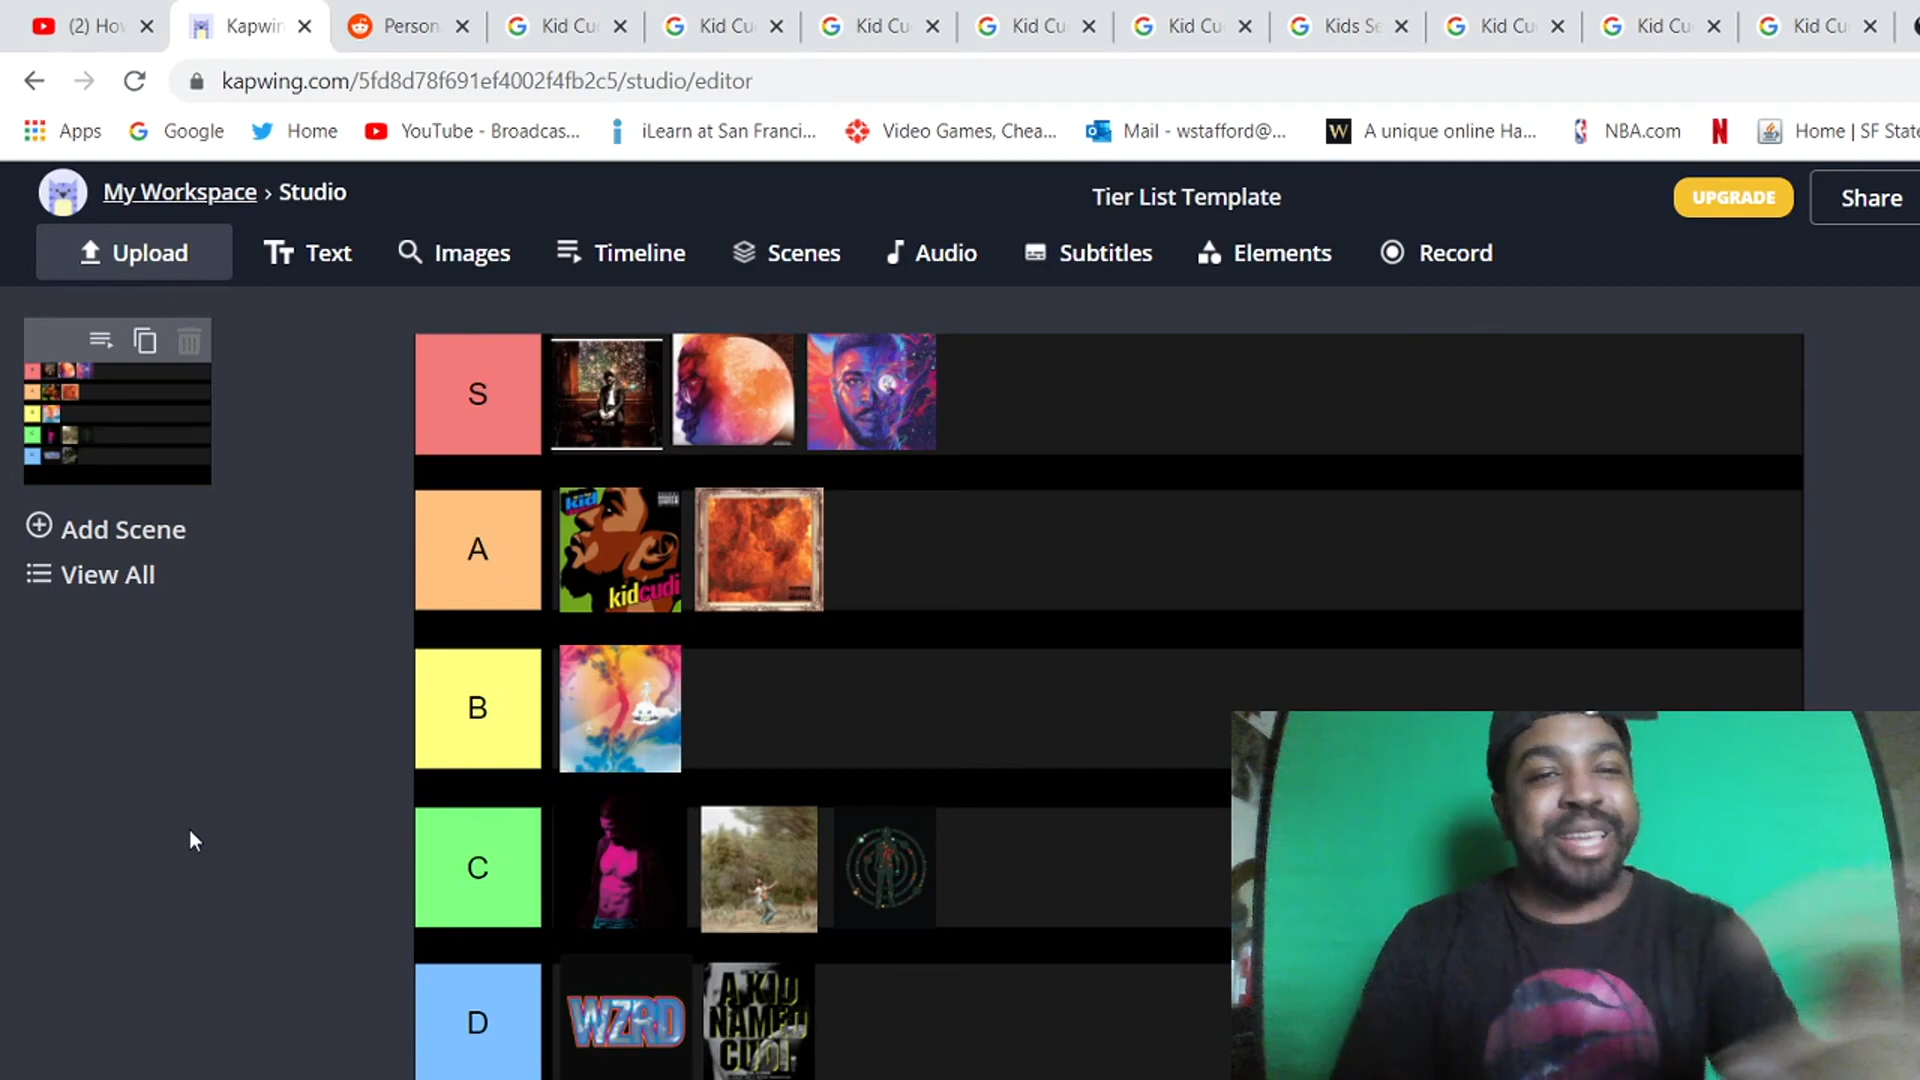 (2) Hov
Kapwin
Person
Kid Cu
Kid Cu
Kid Cu
Kid Cu
Kid Cu
Kids Se
Kid Cu
Kid Cu
Kid Cu
kapwing.com/5fd8d78f691ef4002f4fb2c5/studio/editor
Apps
Google
Home
YouTube - Broadcas...
iLearn at San Franci...
Video Games, Chea...
Mail - wstafford@...
W
A unique online Ha...
NBA.com
N
Home | SF State
My Workspace › Studio
Tier List Template
UPGRADE
Share
Upload
Text
Images
Timeline
Scenes
Audio
Subtitles
Elements
Record
S
A
kid
kidcudi
B
C
D
WZRD
A KID
NAMED
CUDI
Add Scene
View All